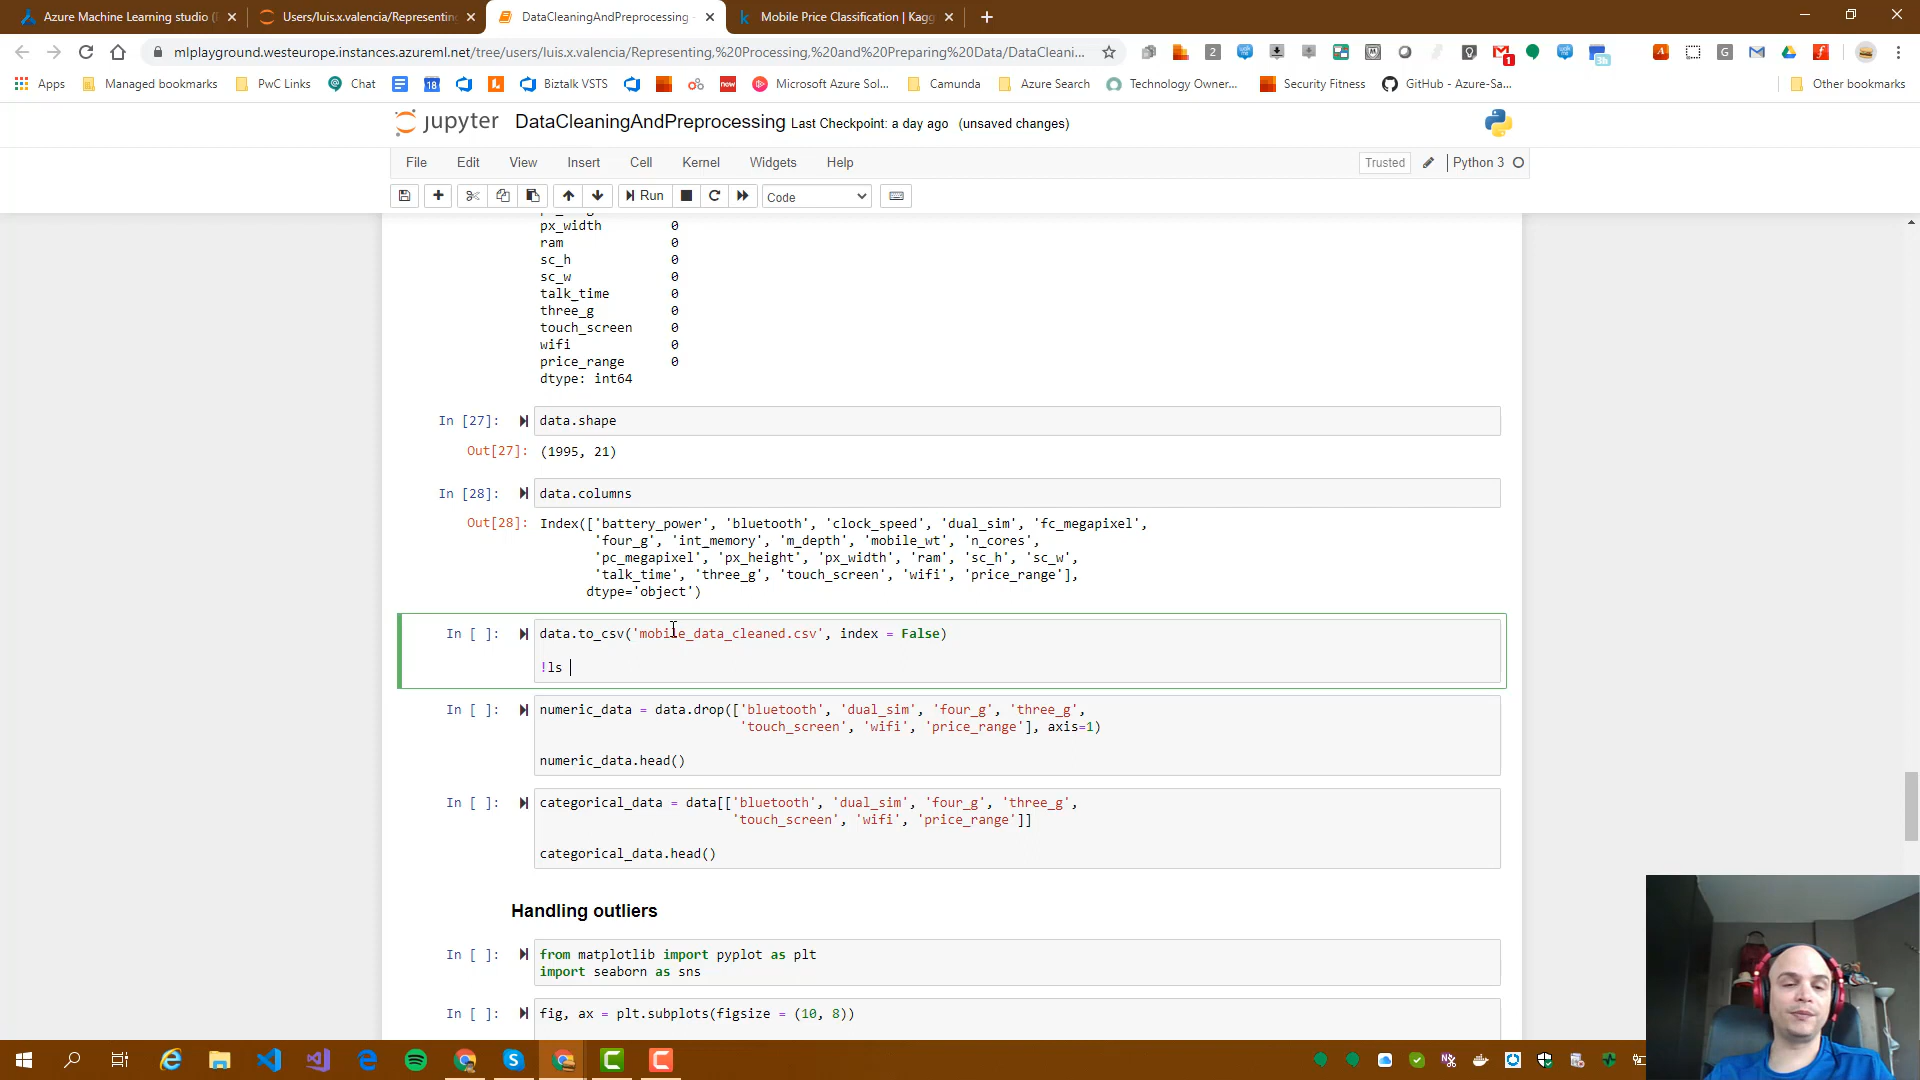 Azure Machine Learning studio (
Users/luis.x.valencia/Representin
DataCleaningAndPreprocessing
Mobile Price Classification | Kagg
mlplayground.westeurope.instances.azureml.net/tree/users/luis.x.valencia/Representing,%20Processing,%20and%20Preparing%20Data/DataCleani...
Apps
Managed bookmarks
PwC Links
Chat
Biztalk VSTS
Microsoft Azure Sol...
Camunda
Azure Search
Technology Owner...
Security Fitness
GitHub - Azure-Sa...
Other bookmarks
jupyter DataCleaningAndPreprocessing Last Checkpoint: a day ago (unsaved changes)
File Edit View Insert Cell Kernel Widgets Help
Trusted Python 3
Run Code
px_width 0
ram 0
sc_h 0
sc_w 0
talk_time 0
three_g 0
touch_screen 0
wifi 0
price_range 0
dtype: int64
In [27]: data.shape
Out[27]: (1995, 21)
In [28]: data.columns
Out[28]: Index(['battery_power', 'bluetooth', 'clock_speed', 'dual_sim', 'fc_megapixel',
'four_g', 'int_memory', 'm_depth', 'mobile_wt', 'n_cores',
'pc_megapixel', 'px_height', 'px_width', 'ram', 'sc_h', 'sc_w',
'talk_time', 'three_g', 'touch_screen', 'wifi', 'price_range'],
dtype='object')
In [ ]: data.to_csv('mobile_data_cleaned.csv', index = False)
!ls
In [ ]: numeric_data = data.drop(['bluetooth', 'dual_sim', 'four_g', 'three_g',
'touch_screen', 'wifi', 'price_range'], axis=1)
numeric_data.head()
In [ ]: categorical_data = data[['bluetooth', 'dual_sim', 'four_g', 'three_g',
'touch_screen', 'wifi', 'price_range']]
categorical_data.head()
Handling outliers
In [ ]: from matplotlib import pyplot as plt
import seaborn as sns
In [ ]: fig, ax = plt.subplots(figsize = (10, 8))